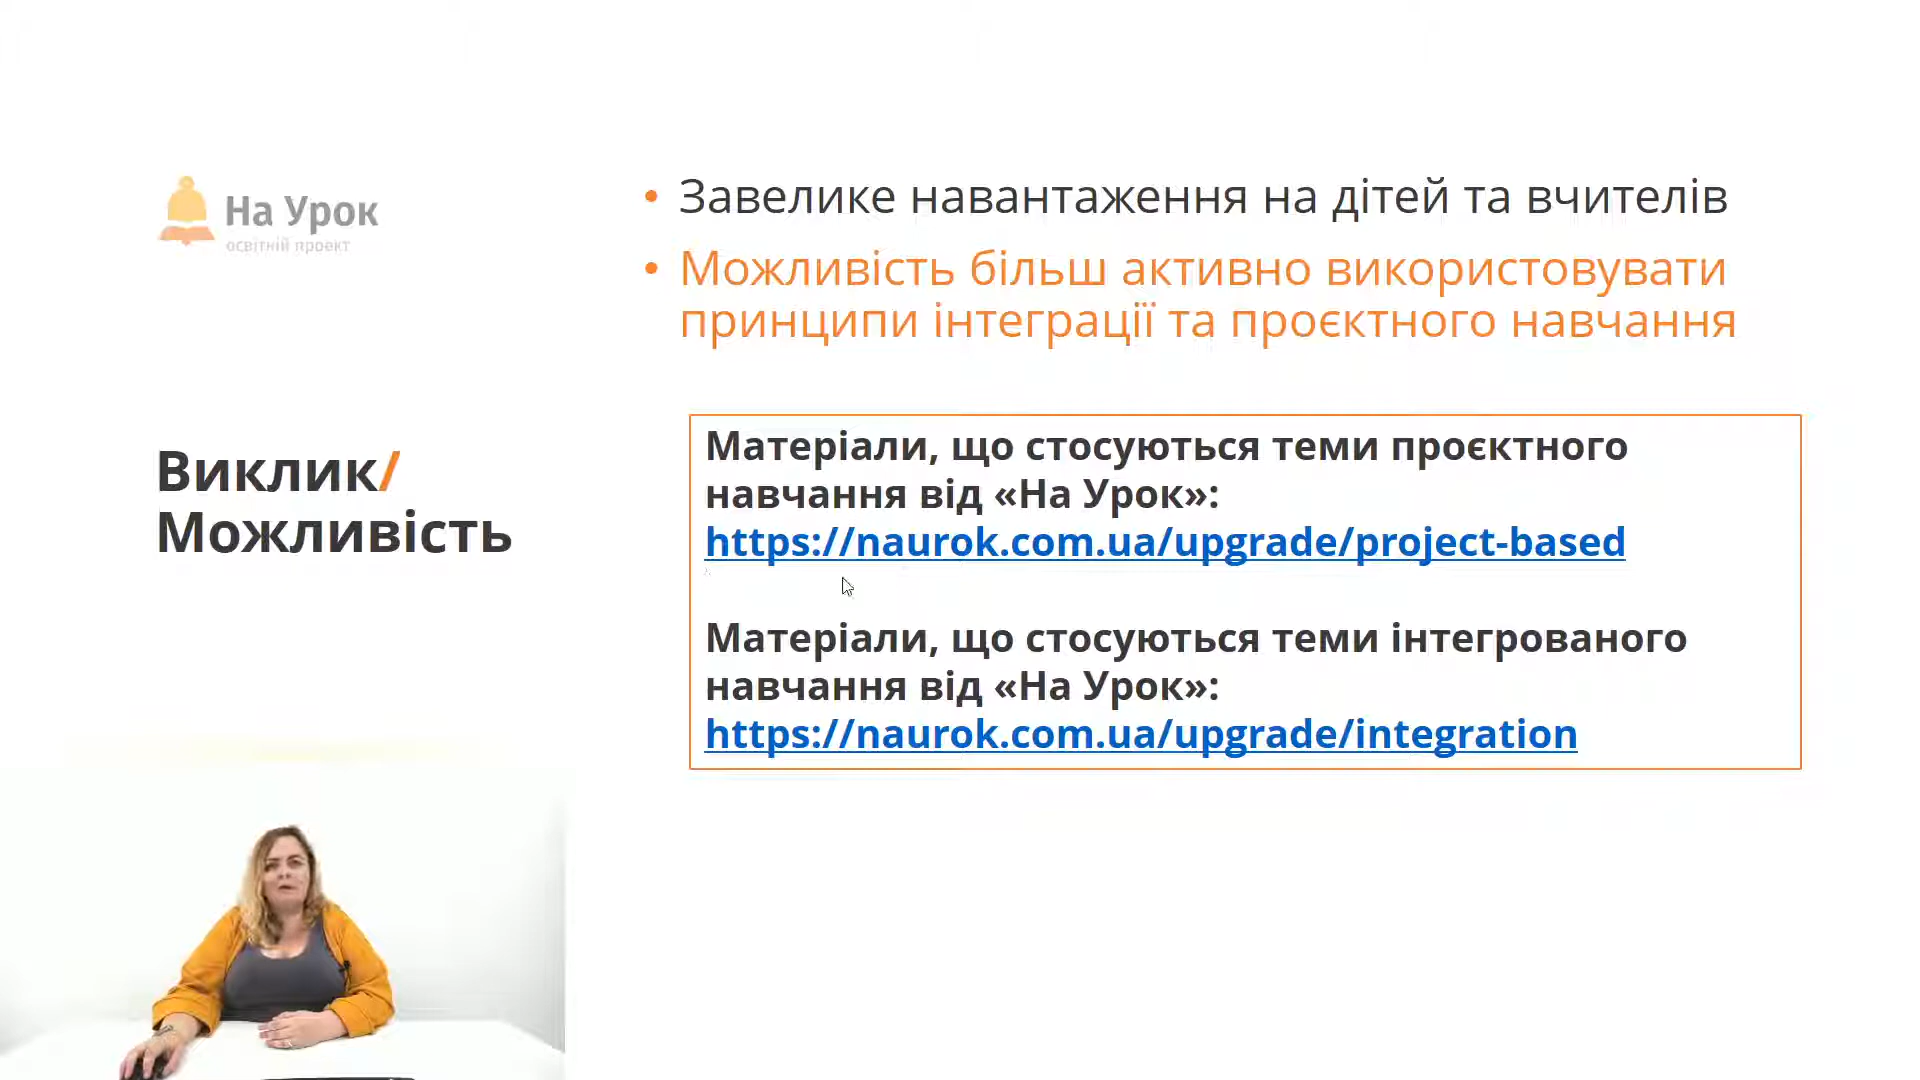 На Урок
освітній проект
Завелике навантаження на дітей та вчителів
Можливість більш активно використовувати
принципи інтеграції та проєктного навчання
Виклик/
Можливість
Матеріали, що стосуються теми проєктного
навчання від «На Урок»:
https://naurok.com.ua/upgrade/project-based
Матеріали, що стосуються теми інтегрованого
навчання від «На Урок»:
https://naurok.com.ua/upgrade/integration